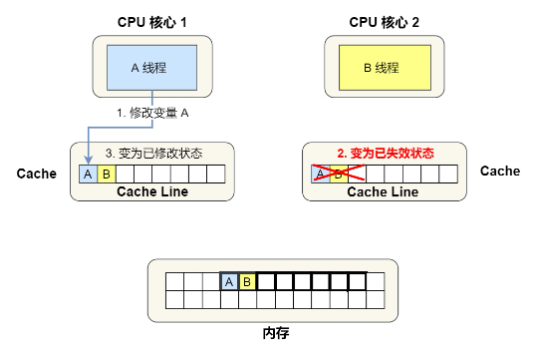 CPU 核心 1
CPU 核心 2
A 线程
B 线程
1. 修改变量 A
3. 变为已修改状态
2. 变为已失效状态
Cache
A B
Cache Line
A B
Cache Line
Cache
A B
内存